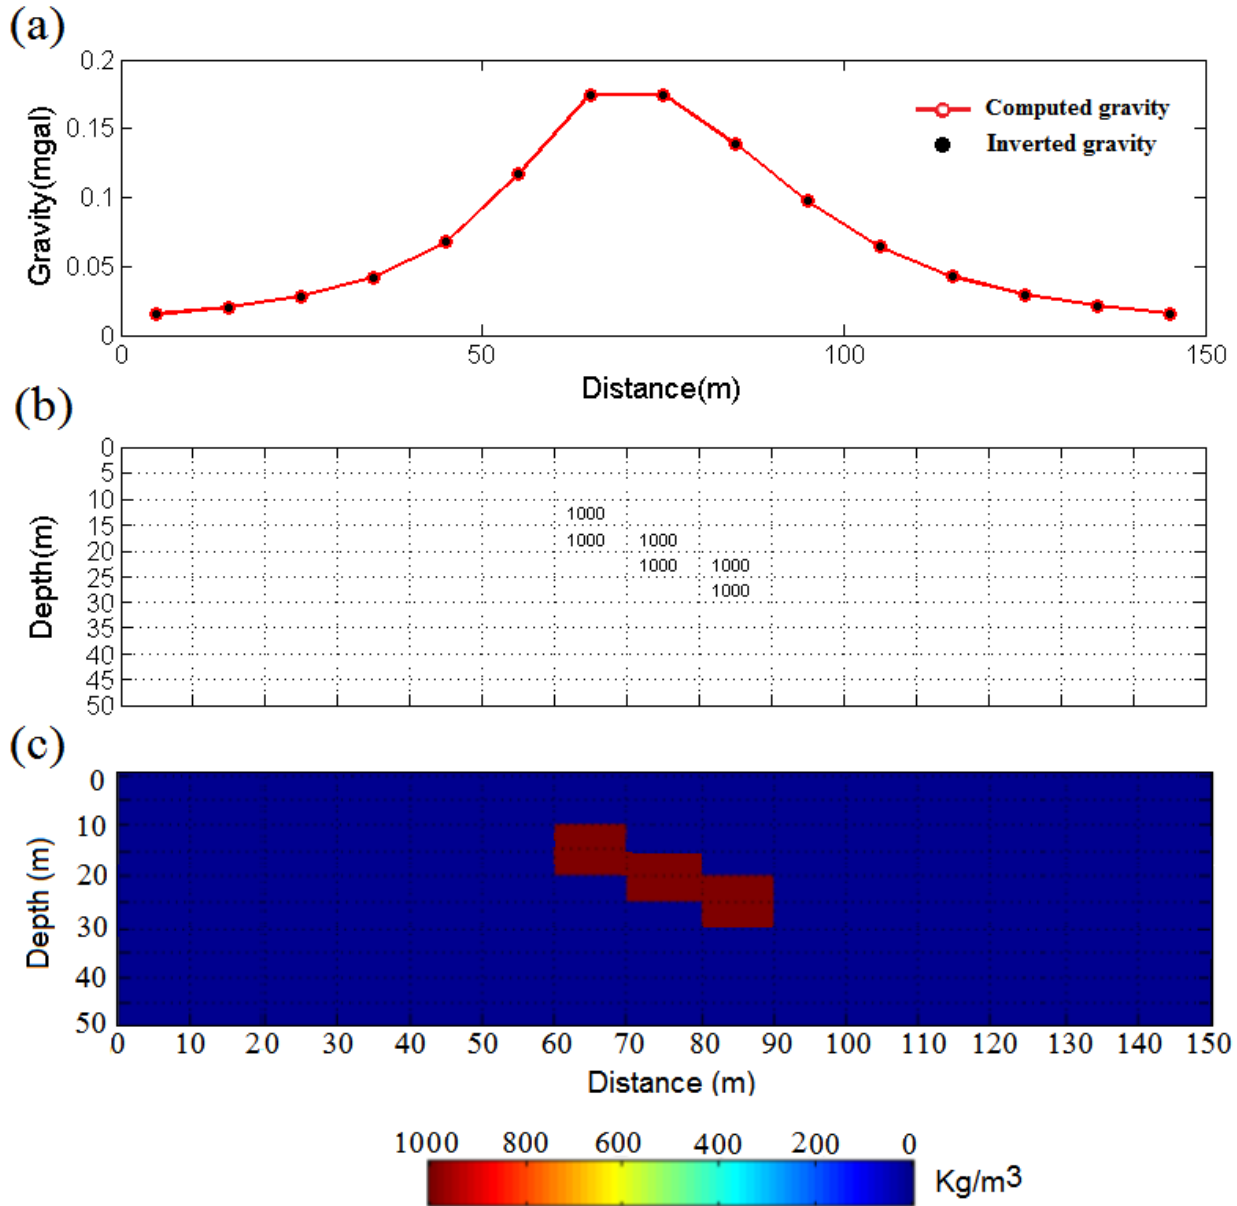 (a)
0.2
0.15
0.1
0.05
0
Gravity(mgal)
Computed gravity
Inverted gravity
0 50 100 150
Distance(m)
(b)
0
5
10
15
20
25
30
35
40
45
50
Depth(m)
1000
1000 1000
1000 1000
1000
(c)
0
10
20
30
40
50
Depth (m)
0 10 20 30 40 50 60 70 80 90 100 110 120 130 140 150
Distance (m)
1000 800 600 400 200 0
Kg/m3